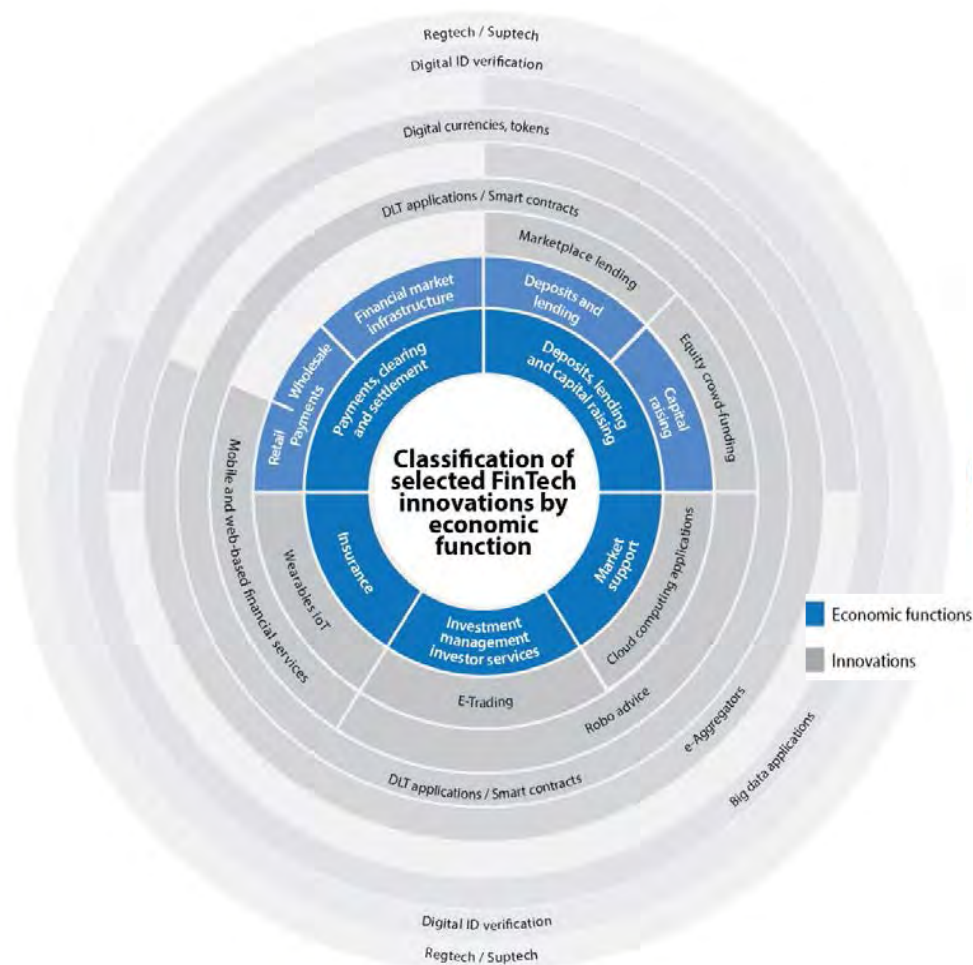 Regtech / Suptech
Digital ID verification
Digital currencies, tokens
DLT applications / Smart contracts
Marketplace lending
Financial market
infrastructure
Deposits and
lending
Wholesale
Retail
Payments
Payments, clearing
and settlement
Deposits, lending
and capital raising
Capital
raising
Equity crowd-funding
Classification of
selected FinTech
innovations by
economic
function
Mobile and web-based financial services
Wearables IoT
Insurance
Market
support
Cloud computing applications
Investment
management
investor services
E-Trading
Robo advice
e-Aggregators
DLT applications / Smart contracts
Big data applications
Economic functions
Innovations
Digital ID verification
Regtech / Suptech